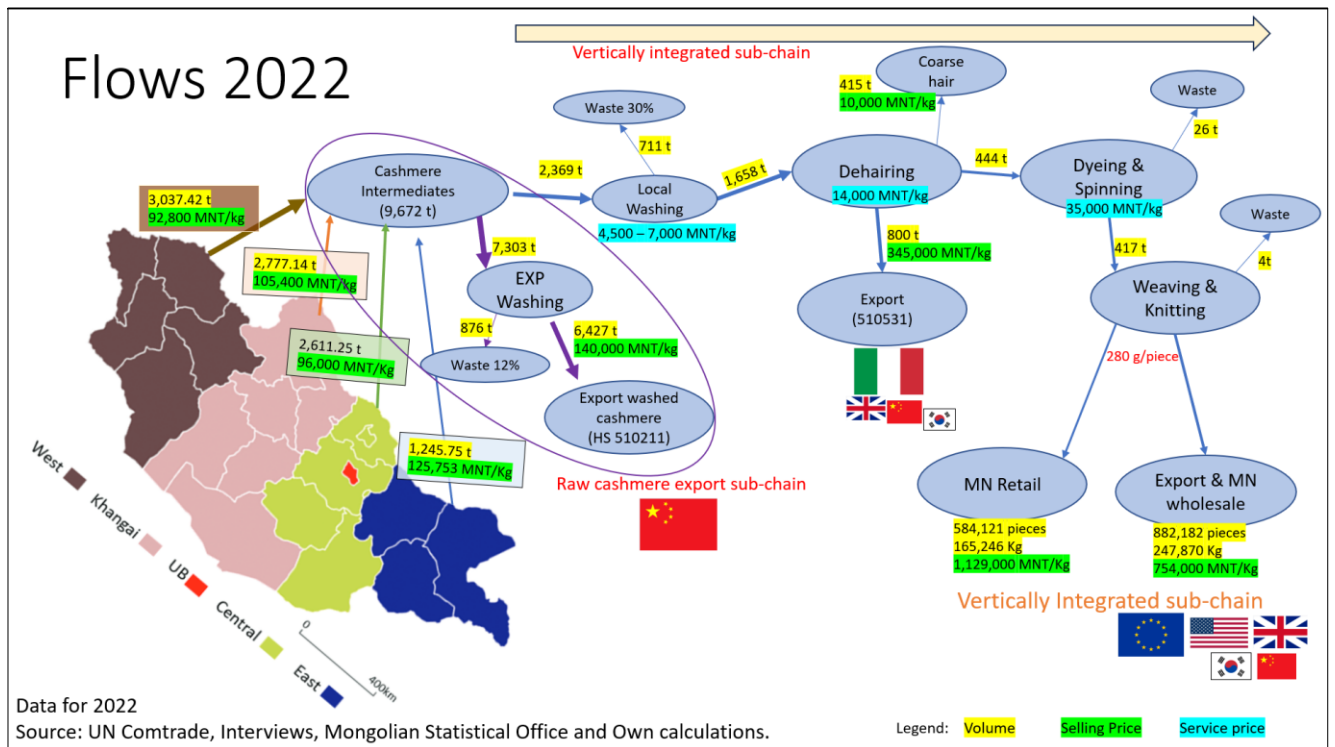 Flows 2022
Vertically integrated sub-chain
Coarse
hair
415 t
10,000 MNT/kg
Waste
26 t
Waste 30%
711 t
3,037.42 t
92,800 MNT/kg
Cashmere
Intermediates
(9,672 t)
2,369 t
Local
Washing
4,500 – 7,000 MNT/kg
1,658 t
Dehairing
14,000 MNT/kg
444 t
Dyeing &
Spinning
35,000 MNT/kg
Waste
4t
2,777.14 t
105,400 MNT/kg
7,303 t
EXP
Washing
800 t
345,000 MNT/kg
417 t
Weaving &
Knitting
2,611.25 t
96,000 MNT/Kg
876 t
Waste 12%
6,427 t
140,000 MNT/kg
Export
(510531)
280 g/piece
Export washed
cashmere
(HS 510211)
1,245.75 t
125,753 MNT/Kg
Raw cashmere export sub-chain
MN Retail
584,121 pieces
165,246 Kg
1,129,000 MNT/Kg
Export & MN
wholesale
882,182 pieces
247,870 Kg
754,000 MNT/Kg
Vertically Integrated sub-chain
West
Khangai
UB
Central
East
0
400km
Data for 2022
Source: UN Comtrade, Interviews, Mongolian Statistical Office and Own calculations.
Legend: Volume Selling Price Service price